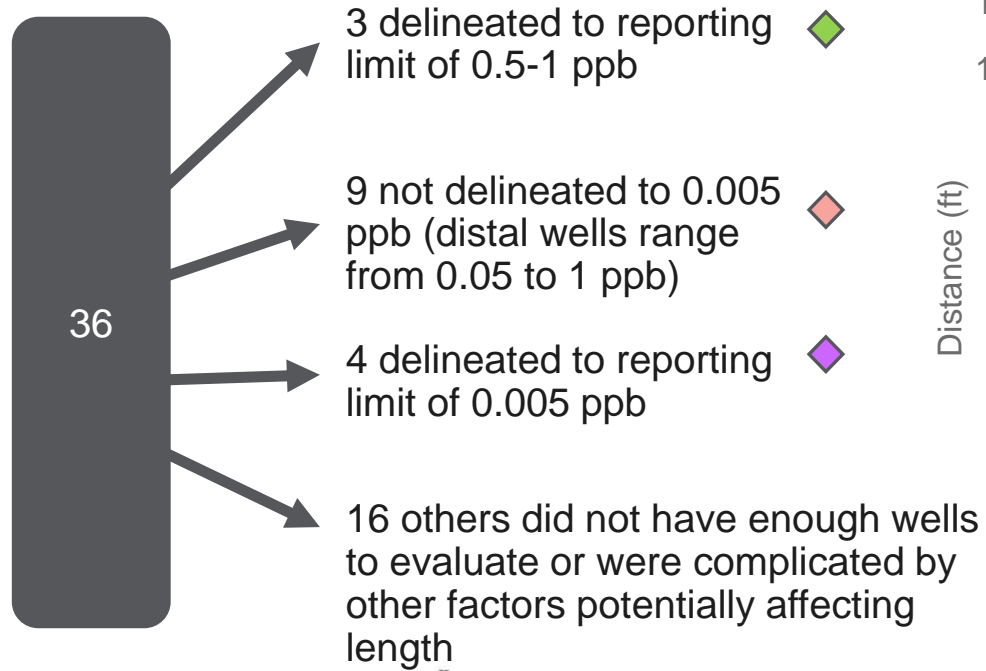 3 delineated to reporting
limit of 0.5-1 ppb
9 not delineated to 0.005
ppb (distal wells range
from 0.05 to 1 ppb)
36
4 delineated to reporting
limit of 0.005 ppb
16 others did not have enough wells
to evaluate or were complicated by
other factors potentially affecting
length
Distance (ft)